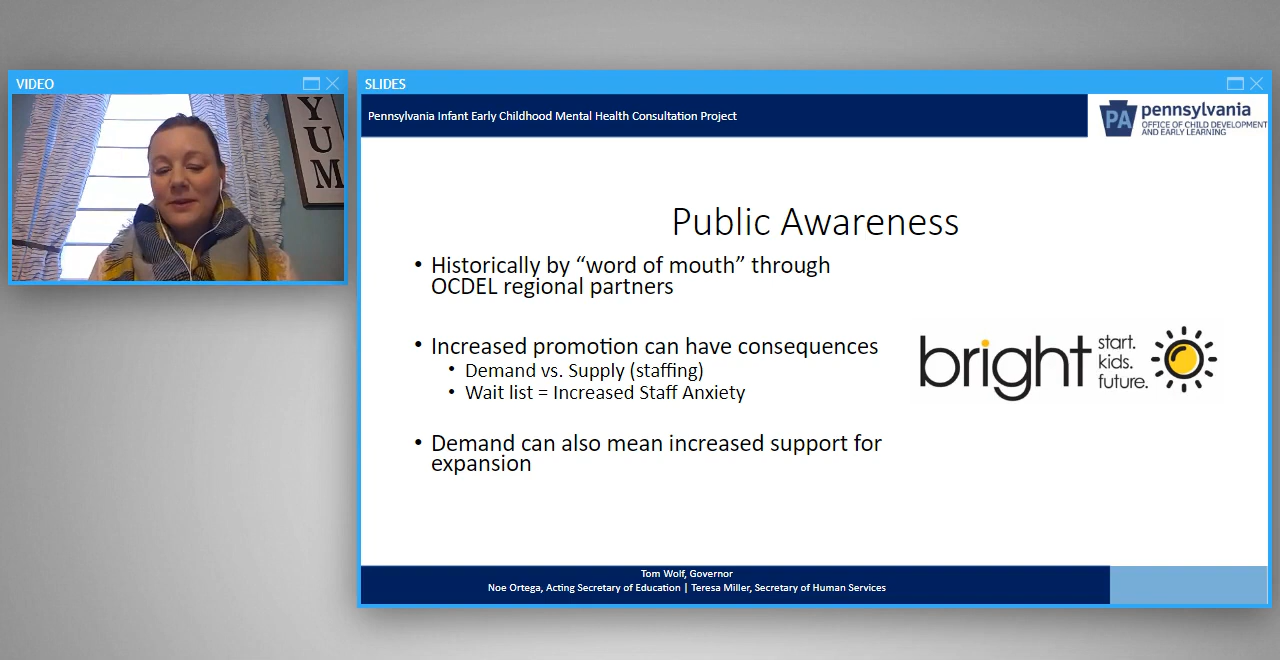 VIDEO
YUM
SLIDES
Pennsylvania Infant Early Childhood Mental Health Consultation Project
PA
pennsylvania
OFFICE OF CHILD DEVELOPMENT
AND EARLY LEARNING
Public Awareness
• Historically by “word of mouth” through
OCDEL regional partners
• Increased promotion can have consequences
• Demand vs. Supply (staffing)
• Wait list = Increased Staff Anxiety
• Demand can also mean increased support for
expansion
bright
start.
kids.
future.
Tom Wolf, Governor
Noe Ortega, Acting Secretary of Education | Teresa Miller, Secretary of Human Services